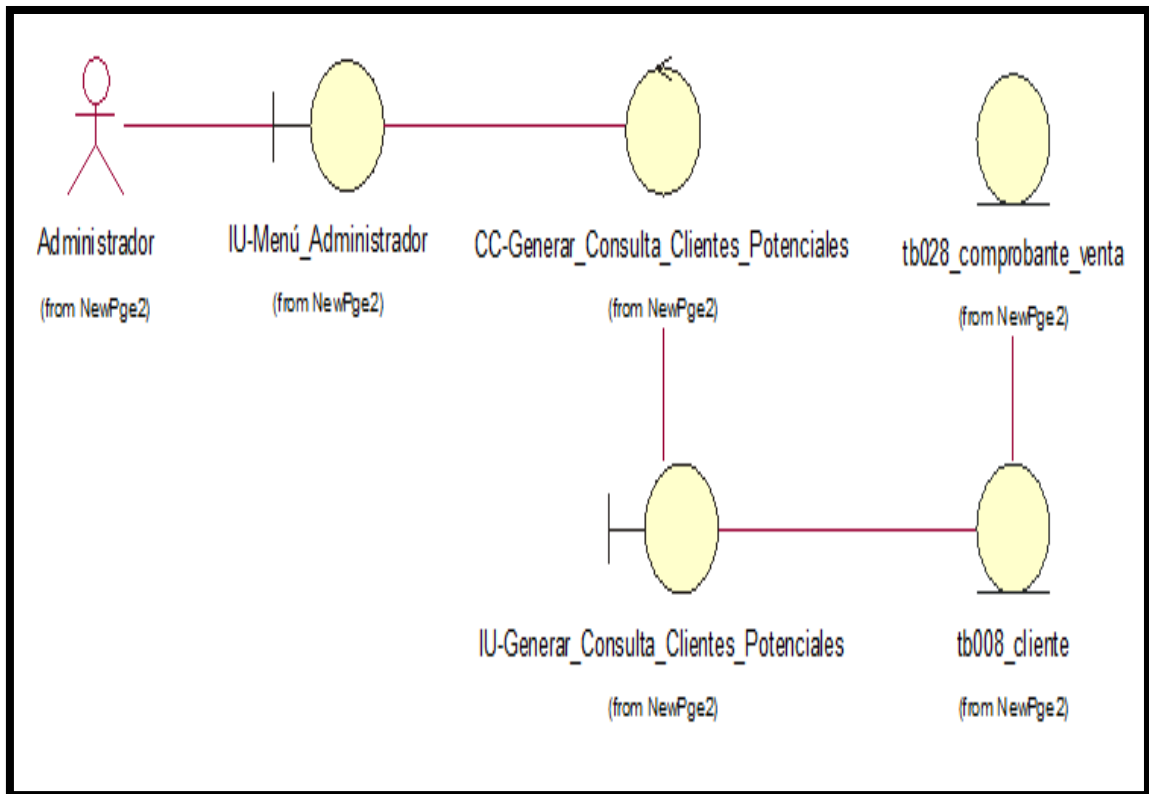 Administrador
(from NewPge2)
IU-Menú_Administrador
(from NewPge2)
CC-Generar_Consulta_Clientes_Potenciales
(from NewPge2)
tb028_comprobante_venta
(from NewPge2)
IU-Generar_Consulta_Clientes_Potenciales
(from NewPge2)
tb008_cliente
(from NewPge2)